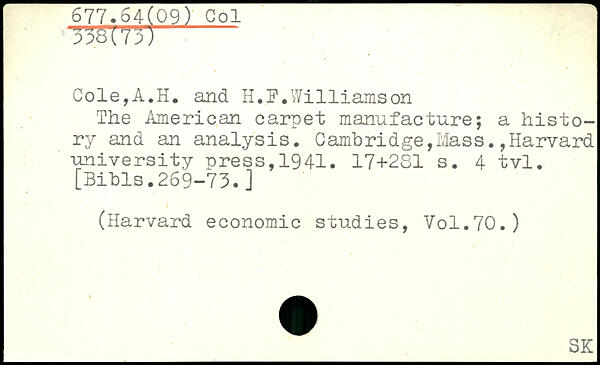 677.64(09) Col
338(73)
Cole,A.H. and H.F.Williamson
The American carpet manufacture; a histo-
ry and an analysis. Cambridge,Mass.,Harvard
university press,1941. 17+281 s. 4 tvl.
[Bibls.269-73.]
(Harvard economic studies, Vol.70.)
SK